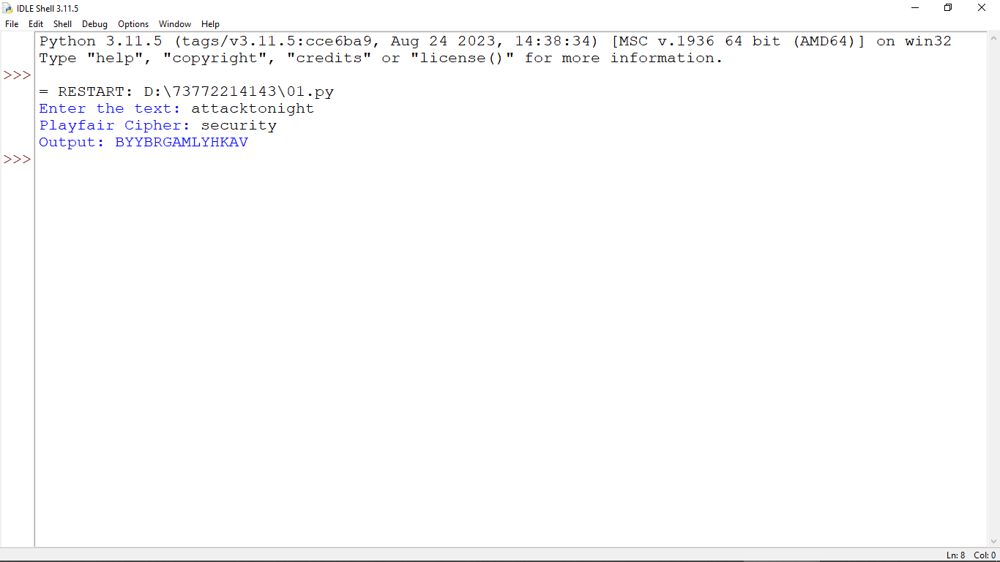 IDLE Shell 3.11.5
File Edit Shell Debug Options Window Help
Python 3.11.5 (tags/v3.11.5:cce6ba9, Aug 24 2023, 14:38:34) [MSC v.1936 64 bit (AMD64)] on win32
Type "help", "copyright", "credits" or "license()" for more information.
>>>
= RESTART: D:\73772214143\01.py
Enter the text: attacktonight
Playfair Cipher: security
Output: BYYBRGAMLYHKAV
>>>
Ln: 8 Col: 0